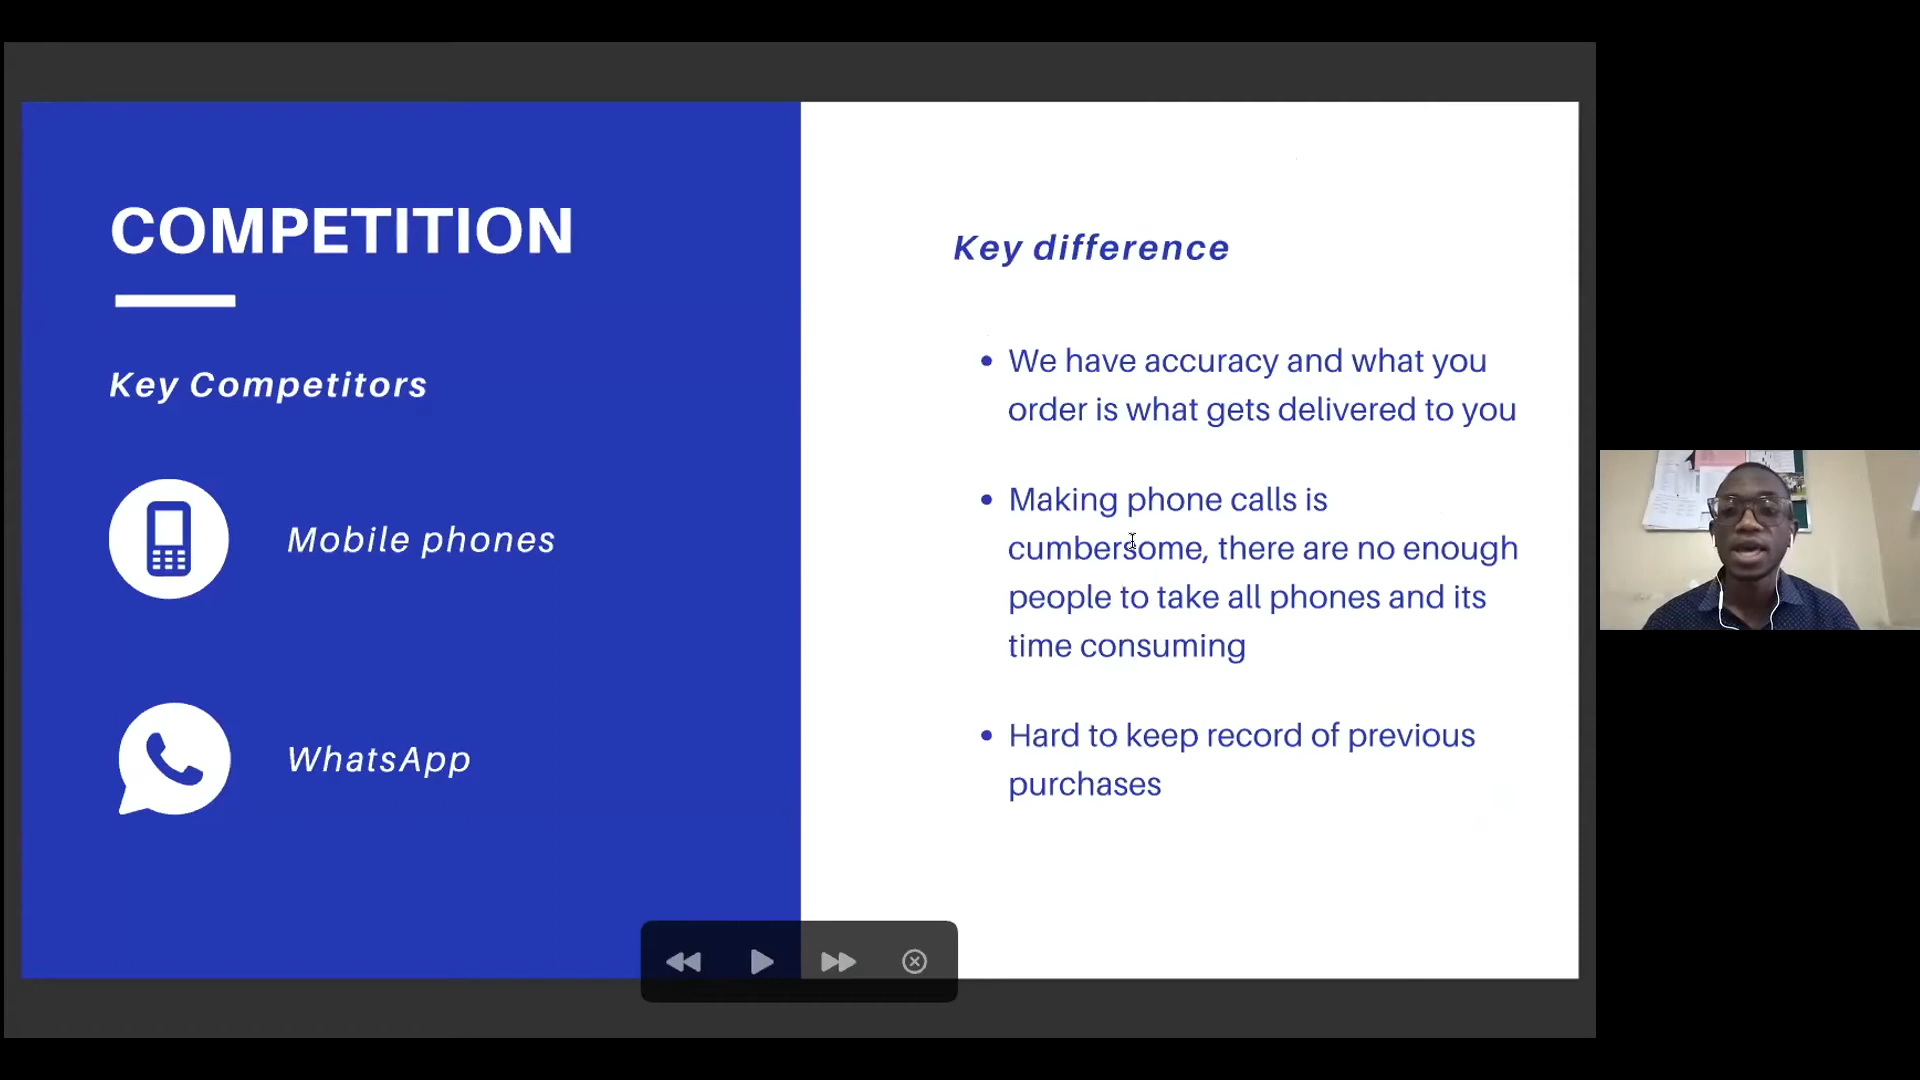 COMPETITION
Key Competitors
Mobile phones
WhatsApp
Key difference
• We have accuracy and what you
order is what gets delivered to you
• Making phone calls is
cumbersome, there are no enough
people to take all phones and its
time consuming
• Hard to keep record of previous
purchases